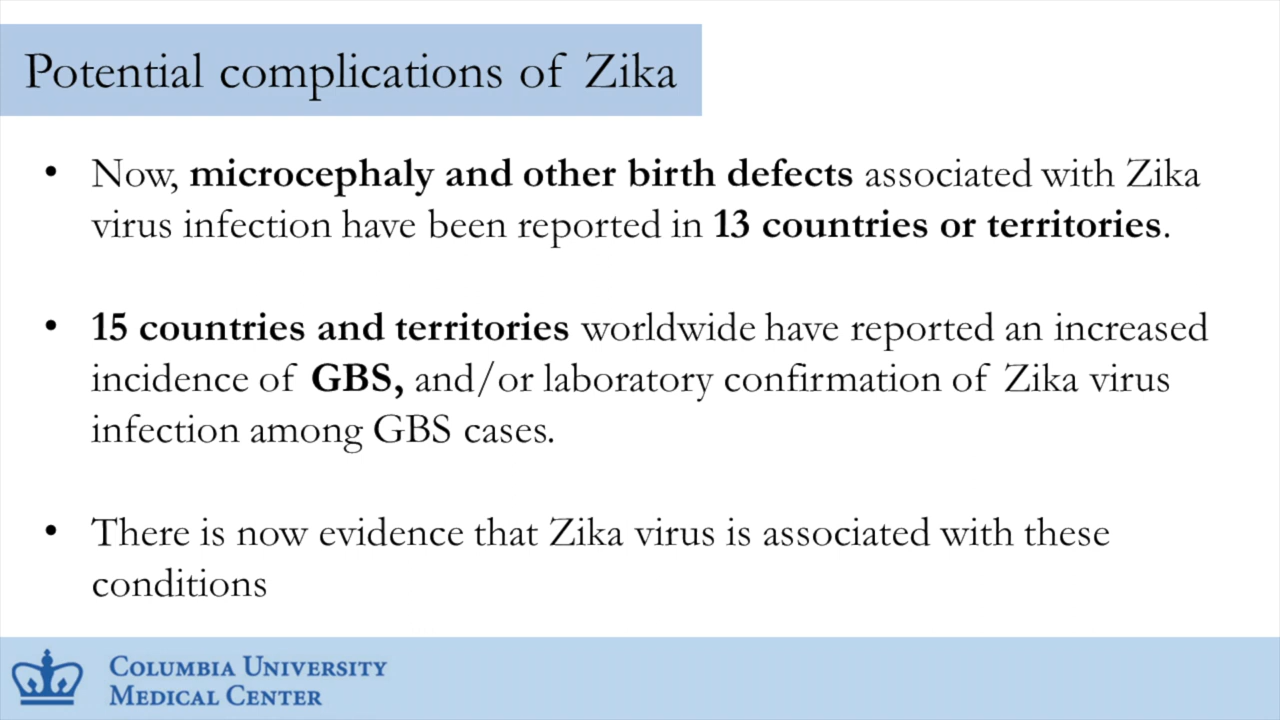 Potential complications of Zika
• Now, microcephaly and other birth defects associated with Zika
virus infection have been reported in 13 countries or territories.
• 15 countries and territories worldwide have reported an increased
incidence of GBS, and/or laboratory confirmation of Zika virus
infection among GBS cases.
• There is now evidence that Zika virus is associated with these
conditions
COLUMBIA UNIVERSITY
MEDICAL CENTER